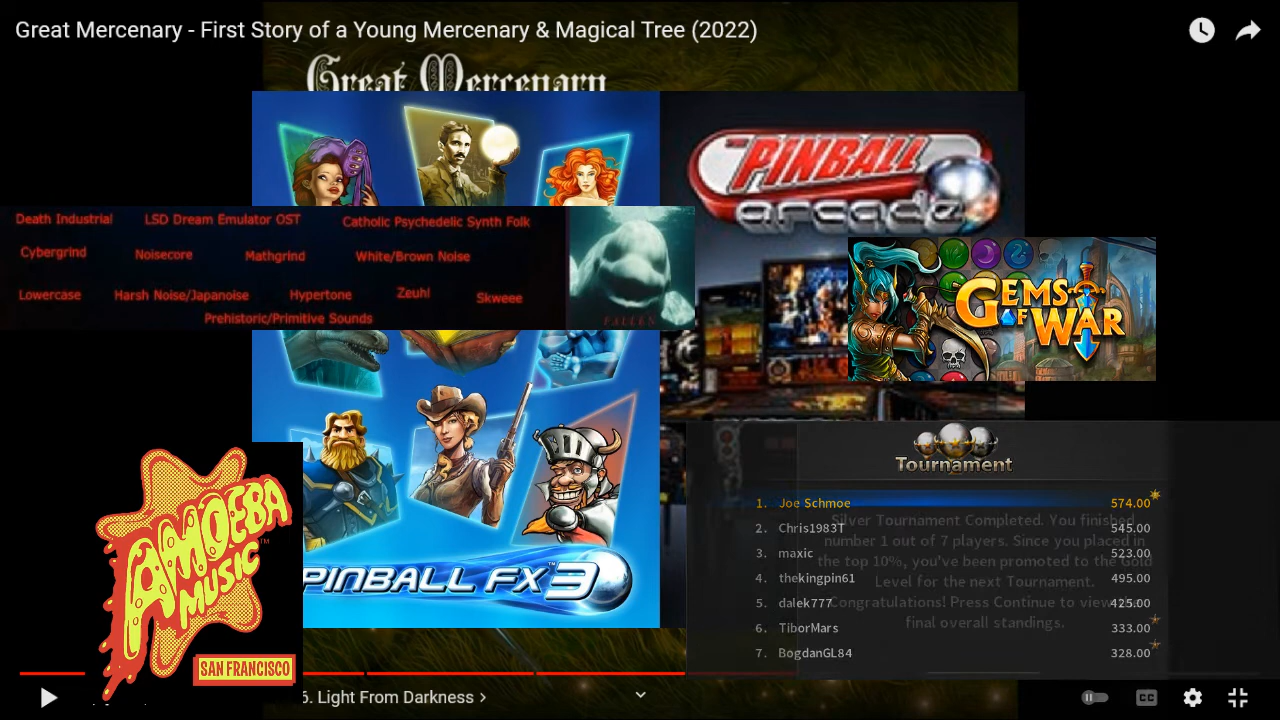 Great Mercenary - First Story of a Young Mercenary & Magical Tree (2022)
Great Mercenary
THE PINBALL
arcade
Death Industrial LSD Dream Emulator OST Catholic Psychedelic Synth Folk
Cybergrind Noisecore Mathgrind White/Brown Noise
Lowercase Harsh Noise/Japanoise Hypertone Zeuhl Skweee
Prehistoric/Primitive Sounds
FALLEN
GEMS
OF WAR
Tournament
1. Joe Schmoe 574.00
2. Chris1983T 545.00
3. maxic 523.00
4. thekingpin61 495.00
5. dalek777 425.00
6. TiborMars 333.00
7. BogdanGL84 328.00
Silver Tournament Completed. You finished
number 1 out of 7 players. Since you placed in
the top 10%, you've been promoted to the Gold
Level for the next Tournament.
Congratulations! Press Continue to view the
final overall standings.
AMOEBA
MUSIC
TM
SAN FRANCISCO
PINBALL FX3
TM
6. Light From Darkness
CC